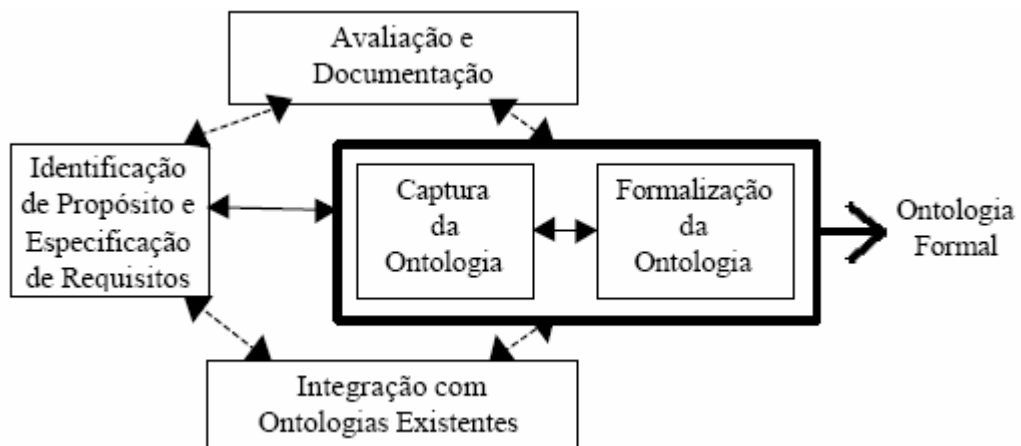 Avaliação e
Documentação
Identificação
de Propósito e
Especificação
de Requisitos
Captura
da
Ontologia
Formalização
da
Ontologia
Ontologia
Formal
Integração com
Ontologias Existentes